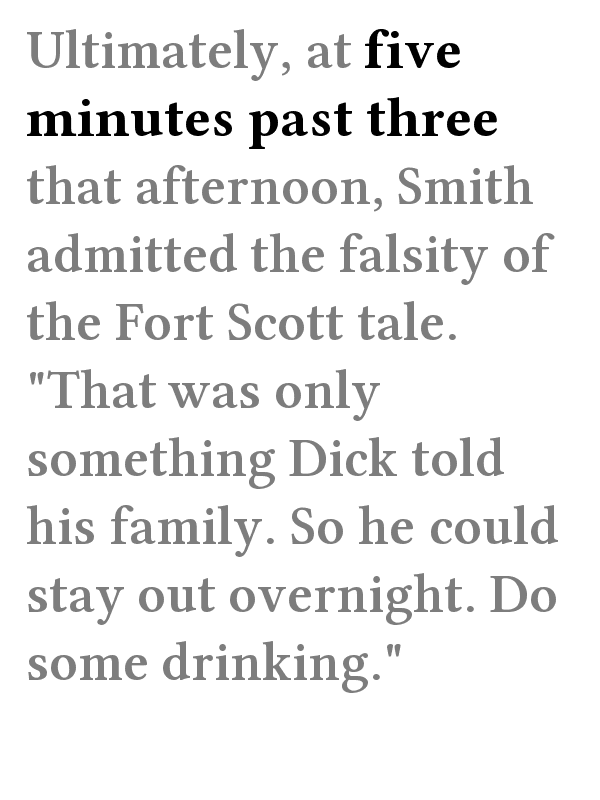 Ultimately, at five
minutes past three
that afternoon, Smith
admitted the falsity of
the Fort Scott tale.
"That was only
something Dick told
his family. So he could
stay out overnight. Do
some drinking."